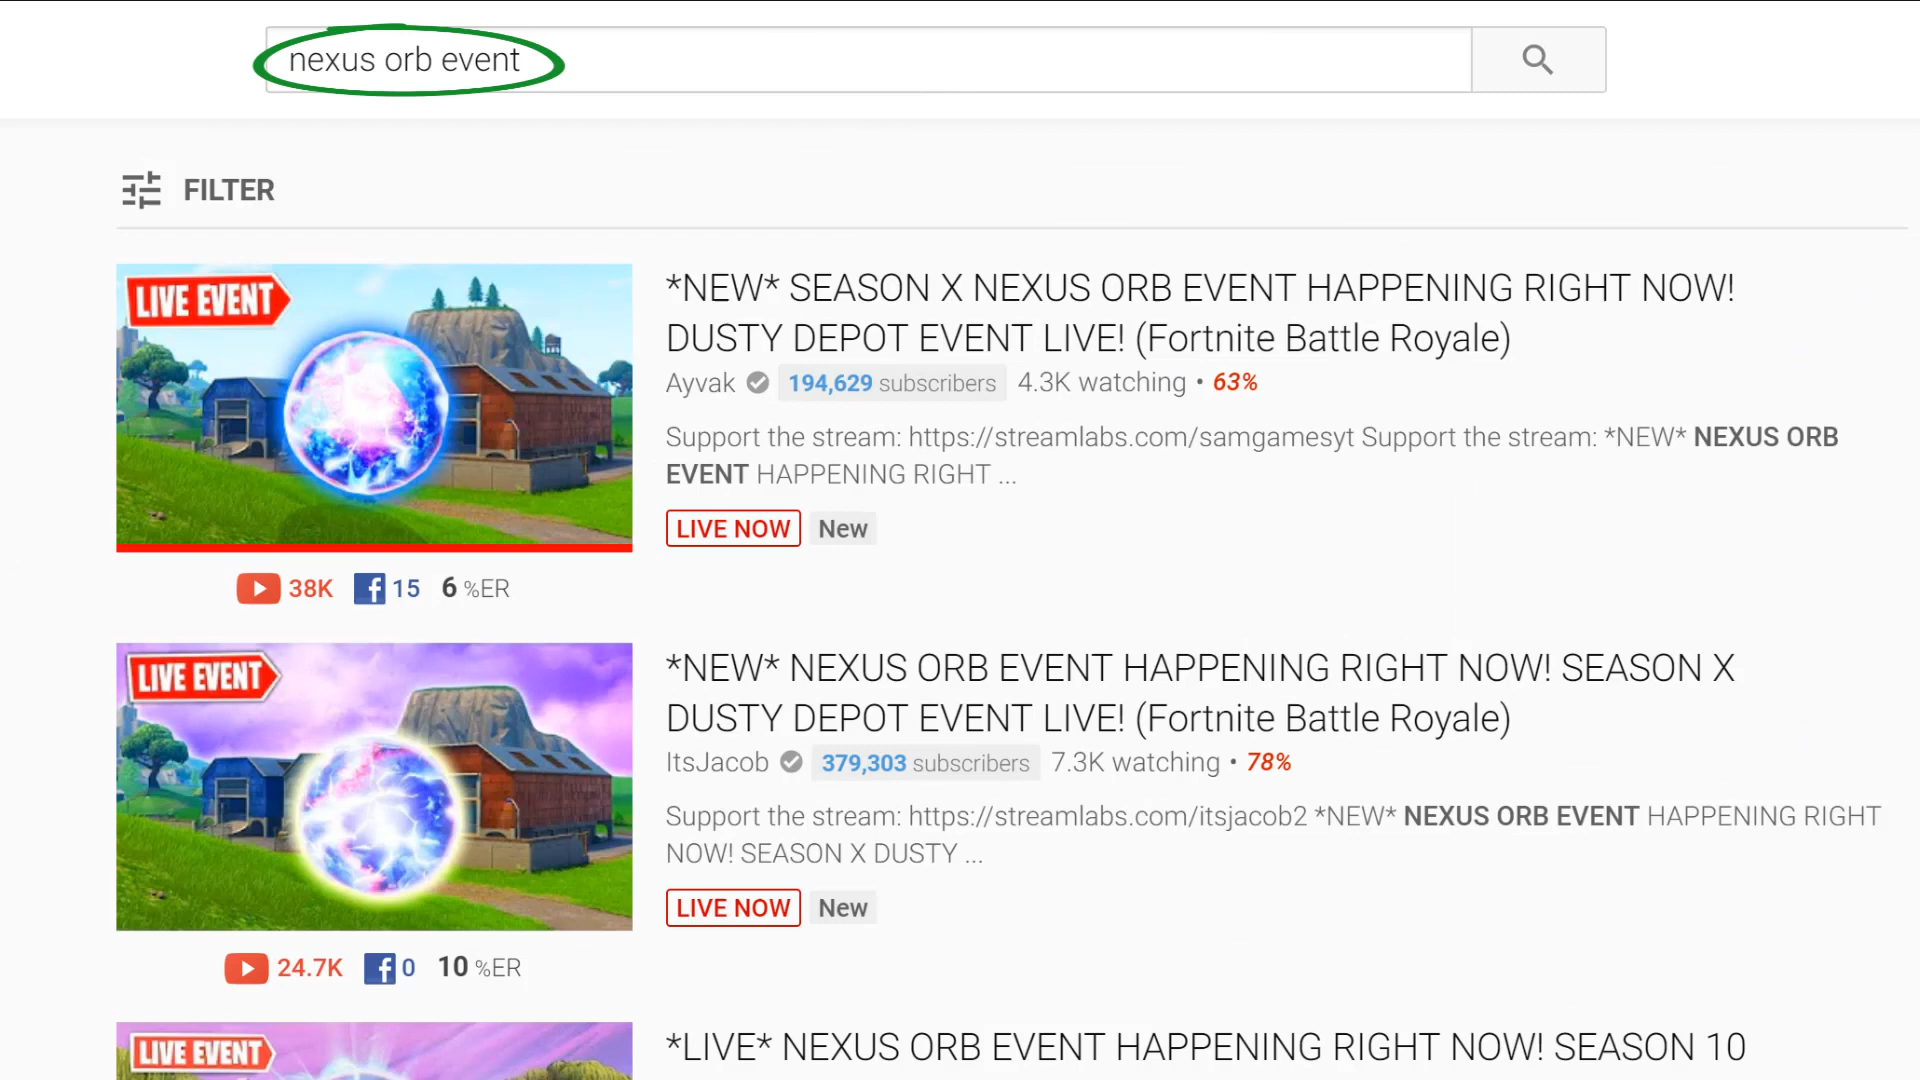 nexus orb event
FILTER
LIVE EVENT
*NEW* SEASON X NEXUS ORB EVENT HAPPENING RIGHT NOW!
DUSTY DEPOT EVENT LIVE! (Fortnite Battle Royale)
Ayvak 194,629 subscribers 4.3K watching • 63%
Support the stream: https://streamlabs.com/samgamesyt Support the stream: *NEW* NEXUS ORB
EVENT HAPPENING RIGHT ...
LIVE NOW New
38K f 15 6 %ER
LIVE EVENT
*NEW* NEXUS ORB EVENT HAPPENING RIGHT NOW! SEASON X
DUSTY DEPOT EVENT LIVE! (Fortnite Battle Royale)
ItsJacob 379,303 subscribers 7.3K watching • 78%
Support the stream: https://streamlabs.com/itsjacob2 *NEW* NEXUS ORB EVENT HAPPENING RIGHT
NOW! SEASON X DUSTY ...
LIVE NOW New
24.7K f 0 10 %ER
LIVE EVENT
*LIVE* NEXUS ORB EVENT HAPPENING RIGHT NOW! SEASON 10